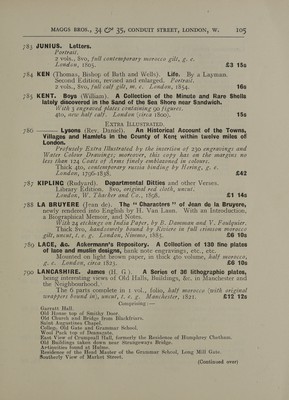 MAGGS BROS., 34 & 35, CONDUIT STREET, LONDON, W. 105
783 JUNIUS. Letters.
Portrait.
2 vols., 8vo, full contemporary morocco gilt, g. e.
London, 1805. £3 15s
784 KEN (Thomas, Bishop of Bath and Wells). Life. By a Layman.
Second Edition, revised and enlarged. Portrait.
2 vols., 8vo, full calf gilt, m. e. London, 1854. 16s
785 KENT. Boys (William). A Collection of the Minute and Rare Shells
lately discovered in the Sand of the Sea Shore near Sandwich.
With 3 engraved plates containing 90 figures.
4to, new half calf. London (circa 1800). 15s
EXTRA ILLUSTRATED.
786 Lysons (Rev. Daniel). An Historical Account of the Towns,
Villages and Hamlets in the County of Kent within twelve miles of
London.
Profusely Extra Illustrated by the insertion of 230 engravings and
Water Colour Drawings; moreover, this copy has on the margins no
less than 124 Coats of Arms finely emblazoned in colours.
Thick 4to, contemporary russia binding by Hering, g. e.
London, 1796-1838. £42
787 KIPLING (Rudyard). Departmental Ditties and other Verses.
Library Edition. 8vo, original red cloth, uncut.
London, W. Thacker and Co., 1898. £1 14s
788 LA BRUYERE (Jean de). The “ Characters ” of Jean de la Bruyere,
newly rendered into English by H. Van Laun. With an Introduction,
a Biographical Memoir, and Notes.
With 24 etchings on India Paper, by B. Damman and V. Foulquier.
Thick 8vo, handsomely bound by Riviere in full crimson morocco
gilt, uncut, t. e. g. London, Nimmo, 1885. £6 18s
789 LACE, &c. Ackermann's Repository. A Collection of 138 fine plates
of lace and muslin designs, bank note engravings, etc., etc.
Mounted on light brown paper, in thick 4to volume, half morocco,
g. e. London, circa 1825. £6 10s
790 LANCASHIRE. James (H. G.). A Series of 36 lithographic plates,
being interesting views of Old Halls, Buildings, &c. in Manchester and
the Neighbourhood.
The 6 parts complete in 1 vol., folio, half morocco (with original
wrappers bound in), uncut, t. e. g. Manchester, 1825. £12 12s
Comprising :—
Garratt Hall.
Old House top of Smithy Door
Old Church and Bridge from Blackfriars.
Saint Augustines Chapel.
College, Old Gate and Grammar School.
Wool Pack top of Deansgate.
East View of Crumpsall Hall, formerly the Residence of Humphrey Chetham.
Old Buildings taken down near Strangeways Bridge.
Antiquities found at Hulme.
Residence of the Head Master of the Grammar School, Long Mill Gate.
Southerly View of Market Street.
(Continued over)